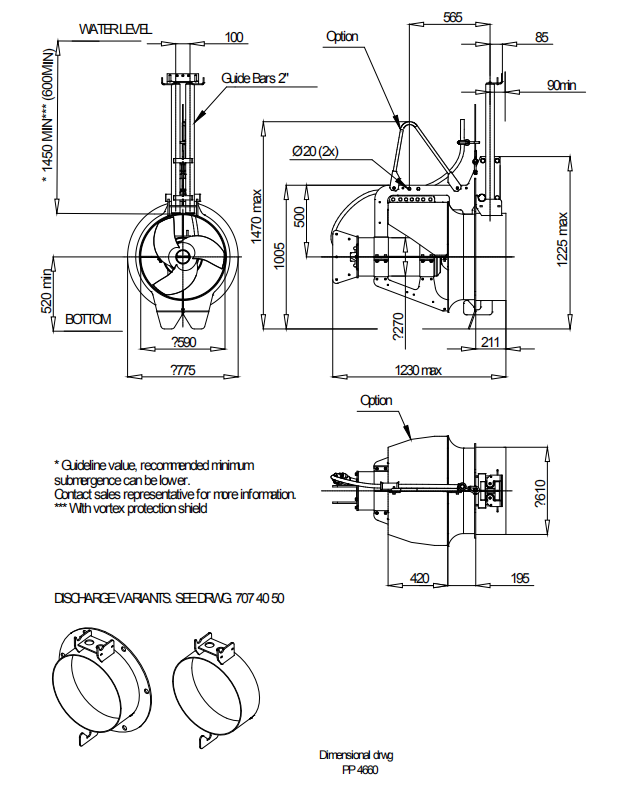 WATER LEVEL
100
Option
565
85
* 1450 MIN*** (600MIN)
Guide Bars 2"
90min
Ø20 (2x)
1470 max
1005
500
1225 max
520 min
BOTTOM
?270
?590
211
?775
1230 max
Option
* Guideline value, recommended minimum
submergence can be lower.
Contact sales representative for more information.
*** With vortex protection shield
?610
420
195
DISCHARGE VARIANTS. SEE DRWG. 707 40 50
Dimensional drwg
PP 4660